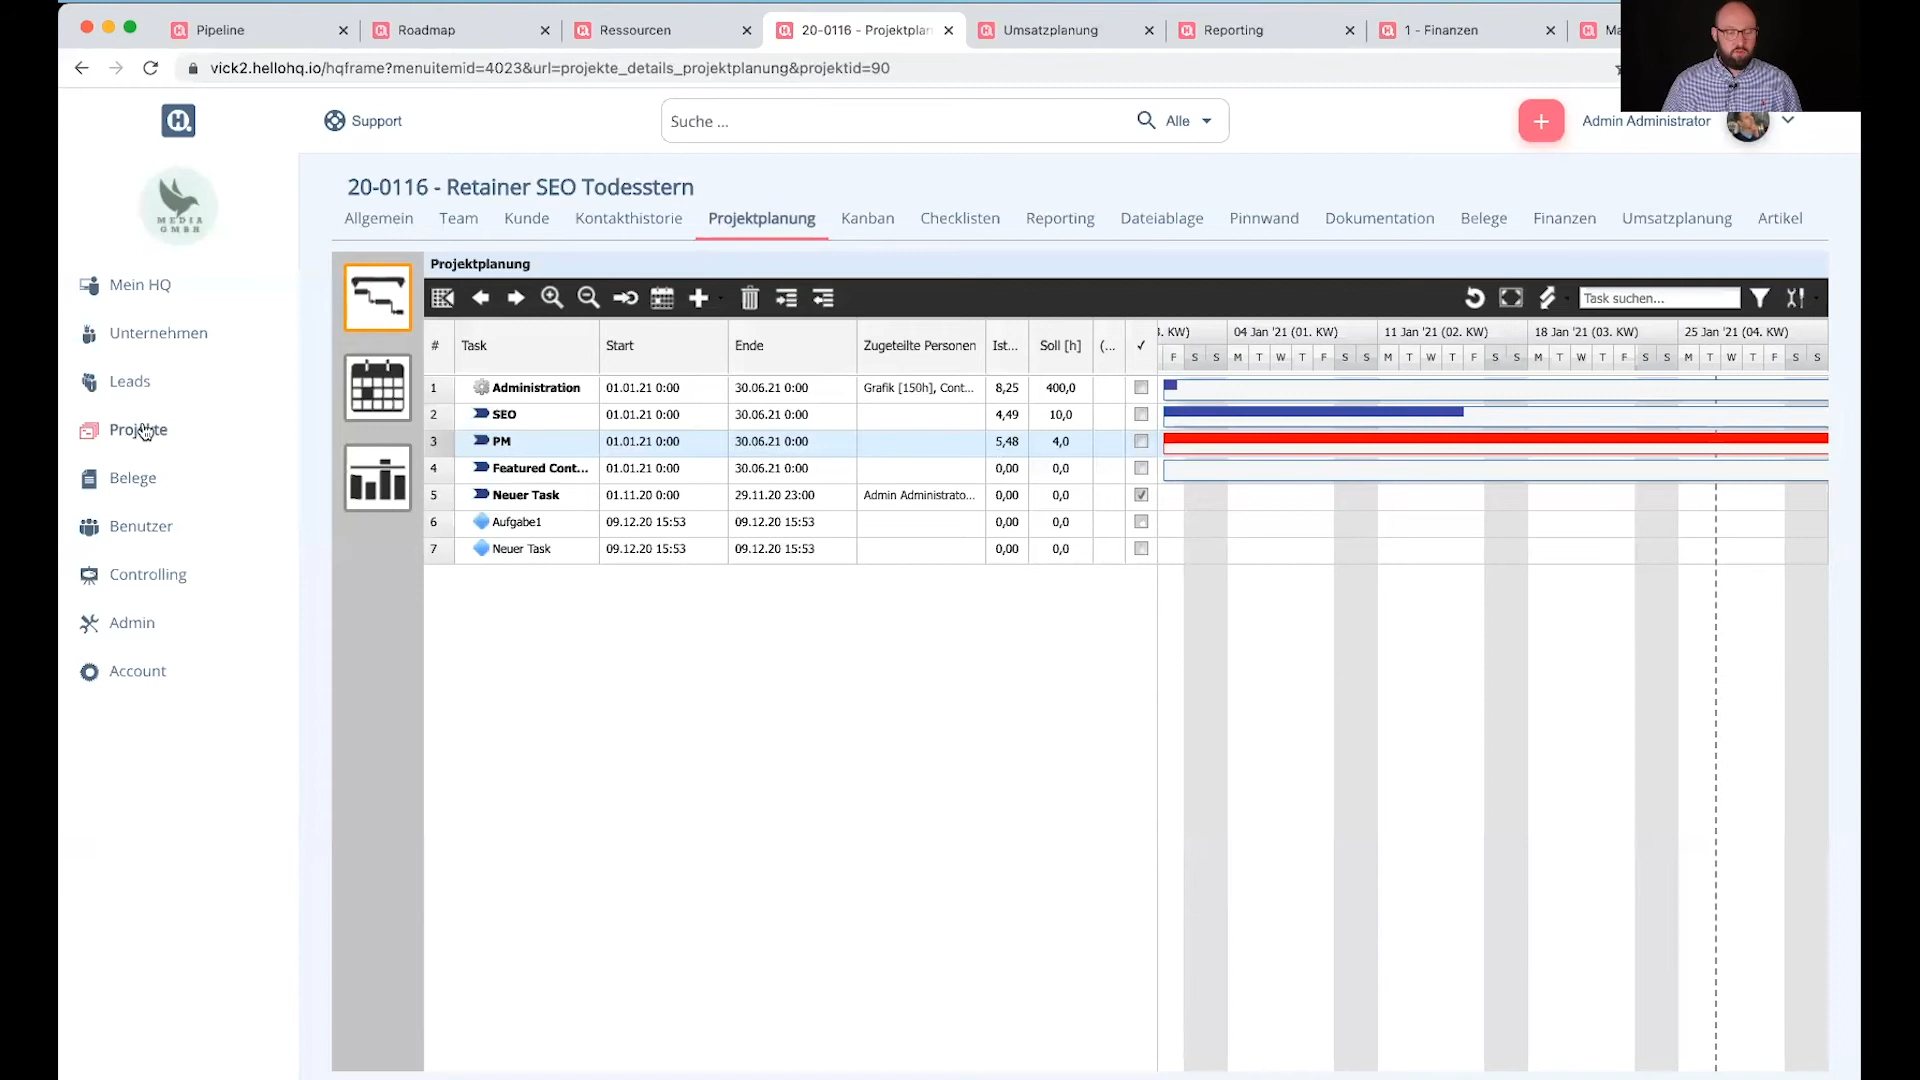 Pipeline
Roadmap
Ressourcen
20-0116 - Projektplan
Umsatzplanung
Reporting
1 - Finanzen
Ma
vick2.hellohq.io/hqframe?menuitemid=4023&url=projekte_details_projektplanung&projektid=90
Support
Suche ...
Alle
Admin Administrator
MEDIA
GMBH
20-0116 - Retainer SEO Todesstern
Allgemein Team Kunde Kontakthistorie Projektplanung Kanban Checklisten Reporting Dateiablage Pinnwand Dokumentation Belege Finanzen Umsatzplanung Artikel
Mein HQ
Unternehmen
Leads
Projekte
Belege
Benutzer
Controlling
Admin
Account
Projektplanung
Task suchen...
# Task Start Ende Zugeteilte Personen Ist... Soll [h] (... ✓
. KW) 04 Jan '21 (01. KW) 11 Jan '21 (02. KW) 18 Jan '21 (03. KW) 25 Jan '21 (04. KW)
F S S M T W T F S S M T W T F S S M T W T F S S M T W T F S S
1 Administration 01.01.21 0:00 30.06.21 0:00 Grafik [150h], Cont... 8,25 400,0
2 SEO 01.01.21 0:00 30.06.21 0:00 4,49 10,0
3 PM 01.01.21 0:00 30.06.21 0:00 5,48 4,0
4 Featured Cont... 01.01.21 0:00 30.06.21 0:00 0,00 0,0
5 Neuer Task 01.11.20 0:00 29.11.20 23:00 Admin Administrato... 0,00 0,0
6 Aufgabe1 09.12.20 15:53 09.12.20 15:53 0,00 0,0
7 Neuer Task 09.12.20 15:53 09.12.20 15:53 0,00 0,0